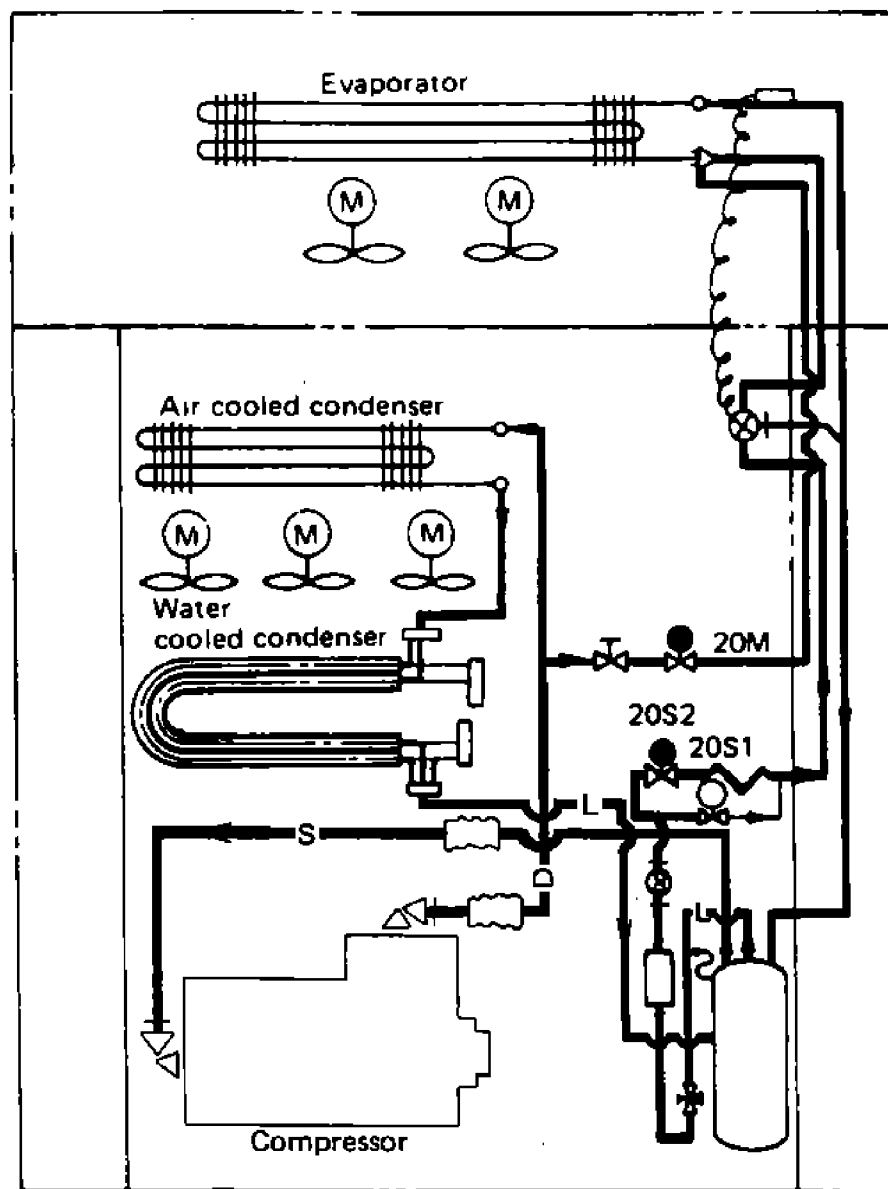 Evaporator
M
M
Air cooled condenser
M
M
M
Water
cooled condenser
20M
20S2
20S1
L
S
D
L
Compressor